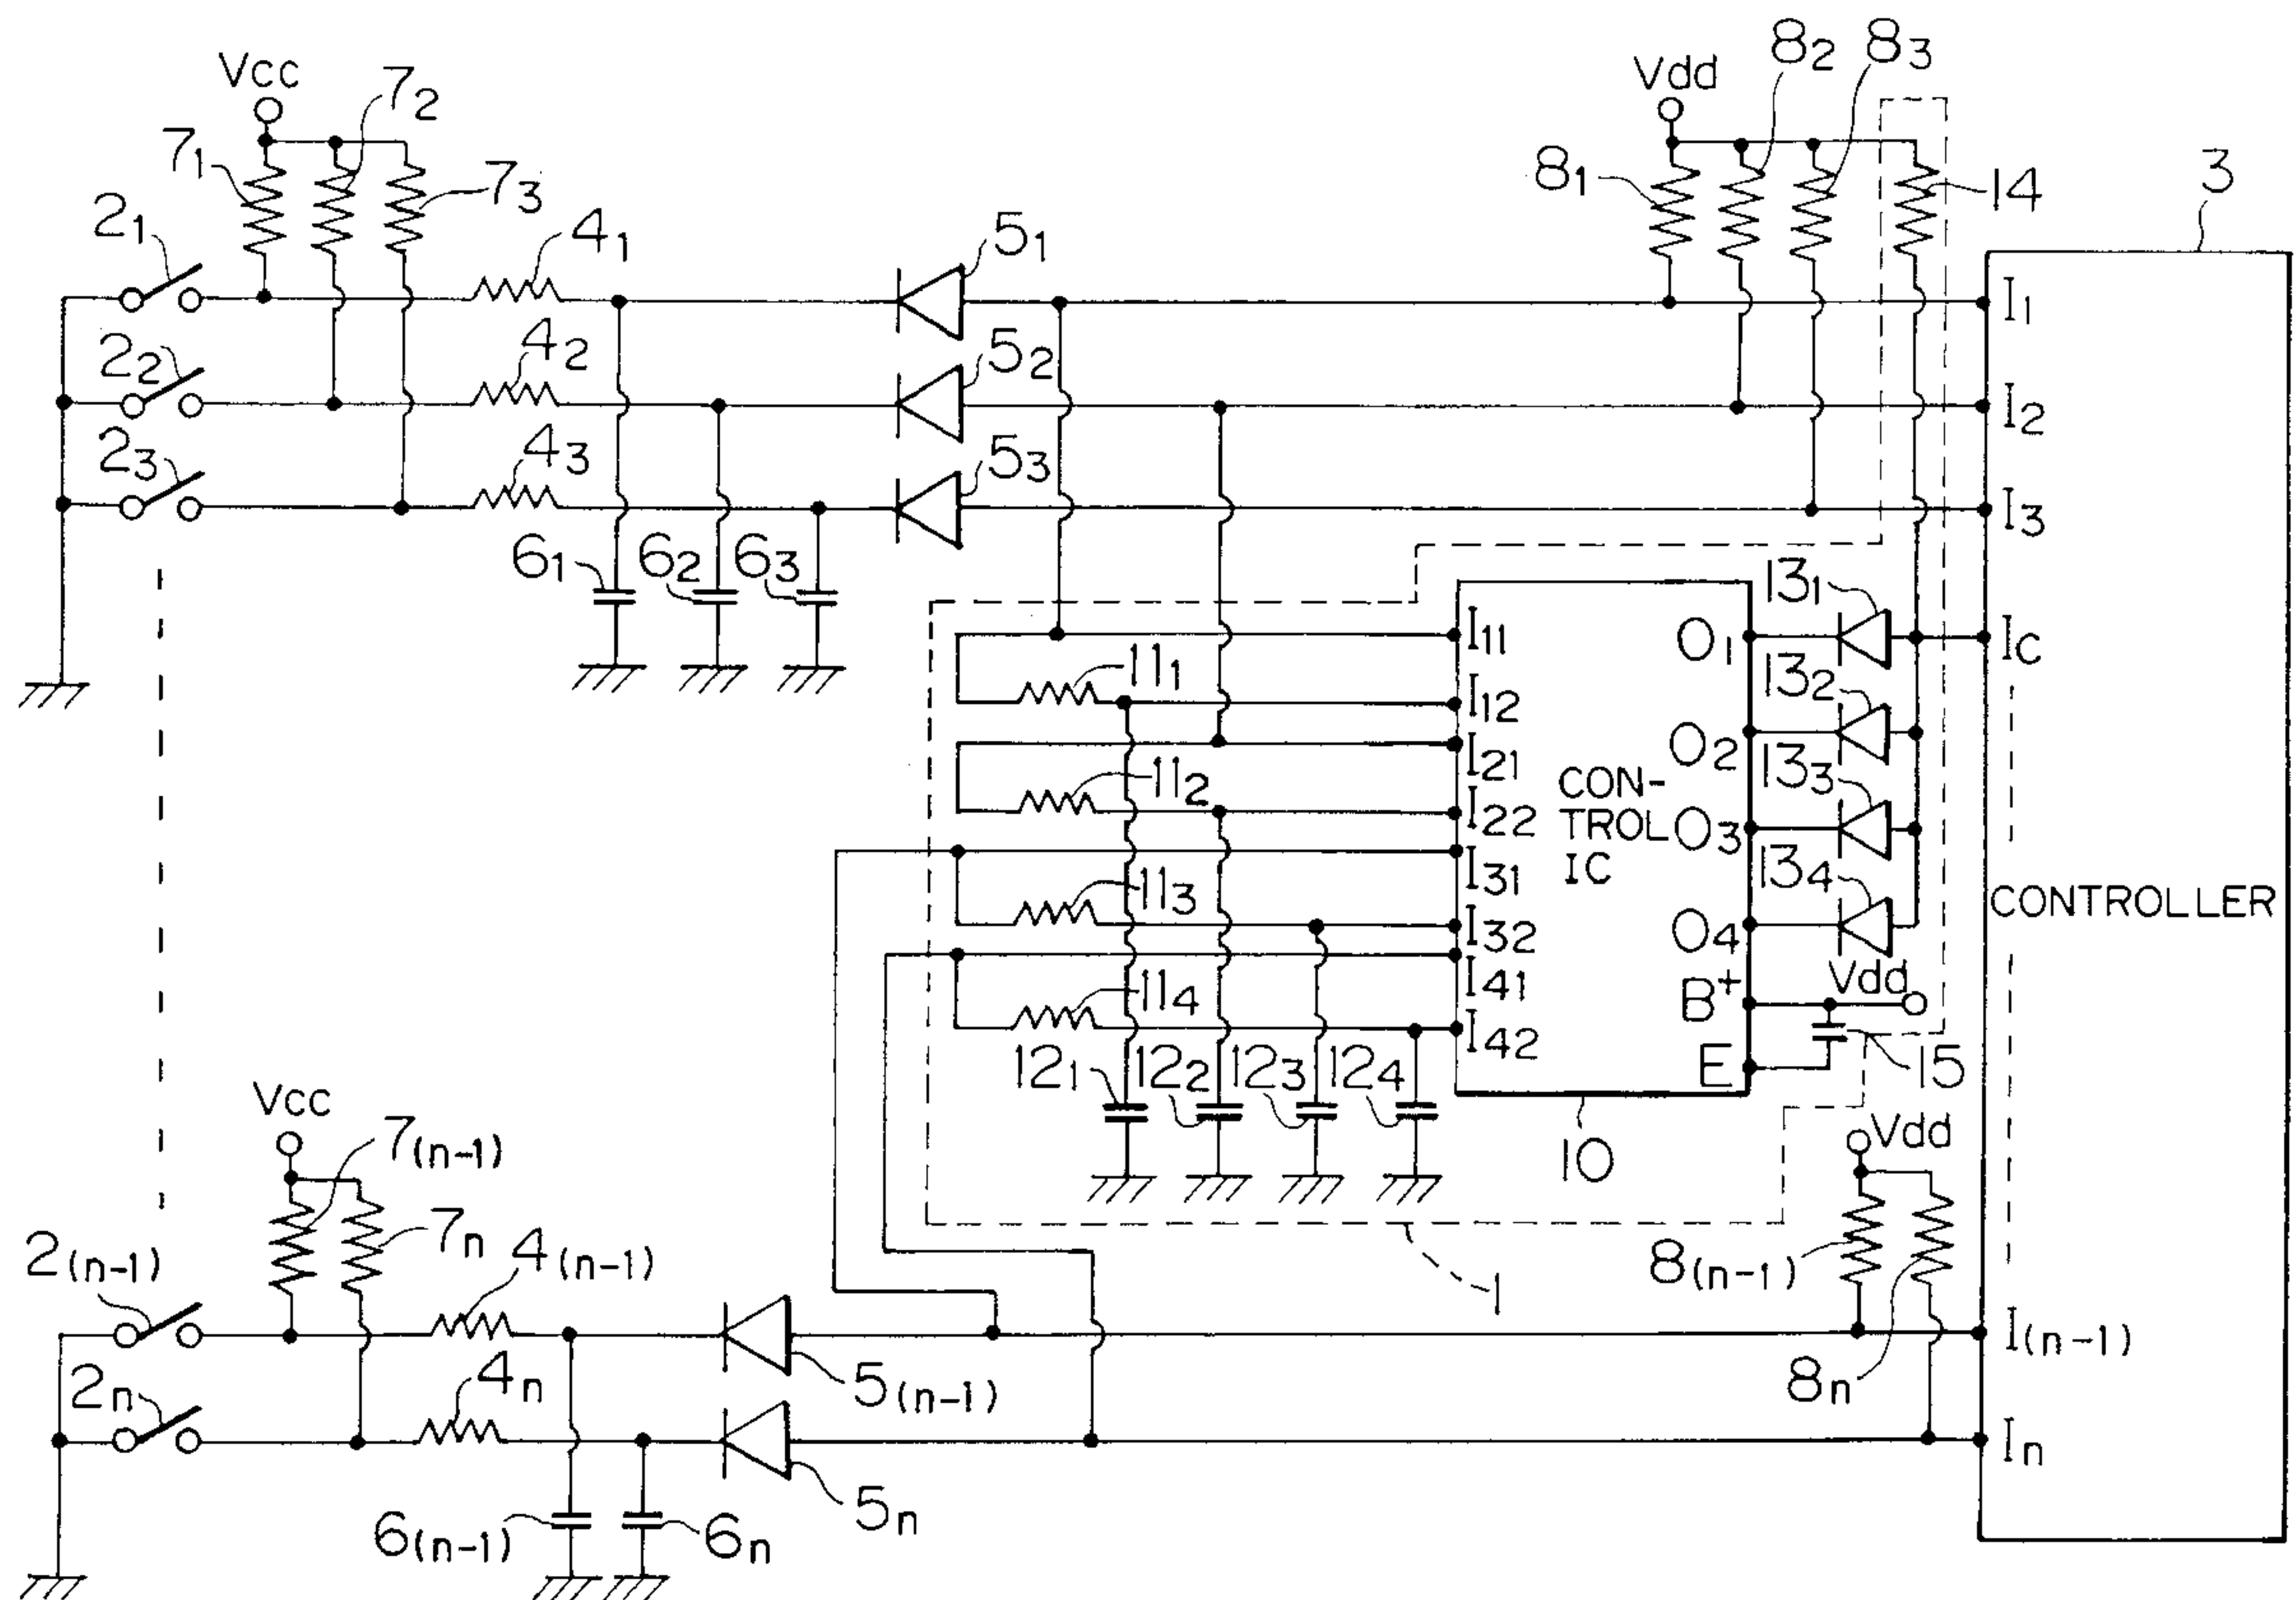 Vcc
7₁
7₂
7₃
Vdd
8₁
8₂
8₃
14
3
2₁
4₁
5₁
I₁
2₂
4₂
5₂
I₂
2₃
4₃
5₃
I₃
6₁
6₂
6₃
I₁₁
O₁
13₁
I_C
11₁
I₁₂
13₂
I₂₁
O₂
11₂
I₂₂
CON-
TROL
IC
O₃
13₃
I₃₁
11₃
I₃₂
O₄
13₄
CONTROLLER
I₄₁
11₄
I₄₂
B⁺
Vdd
E
15
12₁
12₂
12₃
12₄
10
1
Vcc
7₍ₙ₋₁₎
7ₙ
Vdd
8₍ₙ₋₁₎
8ₙ
2₍ₙ₋₁₎
4₍ₙ₋₁₎
5₍ₙ₋₁₎
I₍ₙ₋₁₎
2ₙ
4ₙ
5ₙ
Iₙ
6₍ₙ₋₁₎
6ₙ